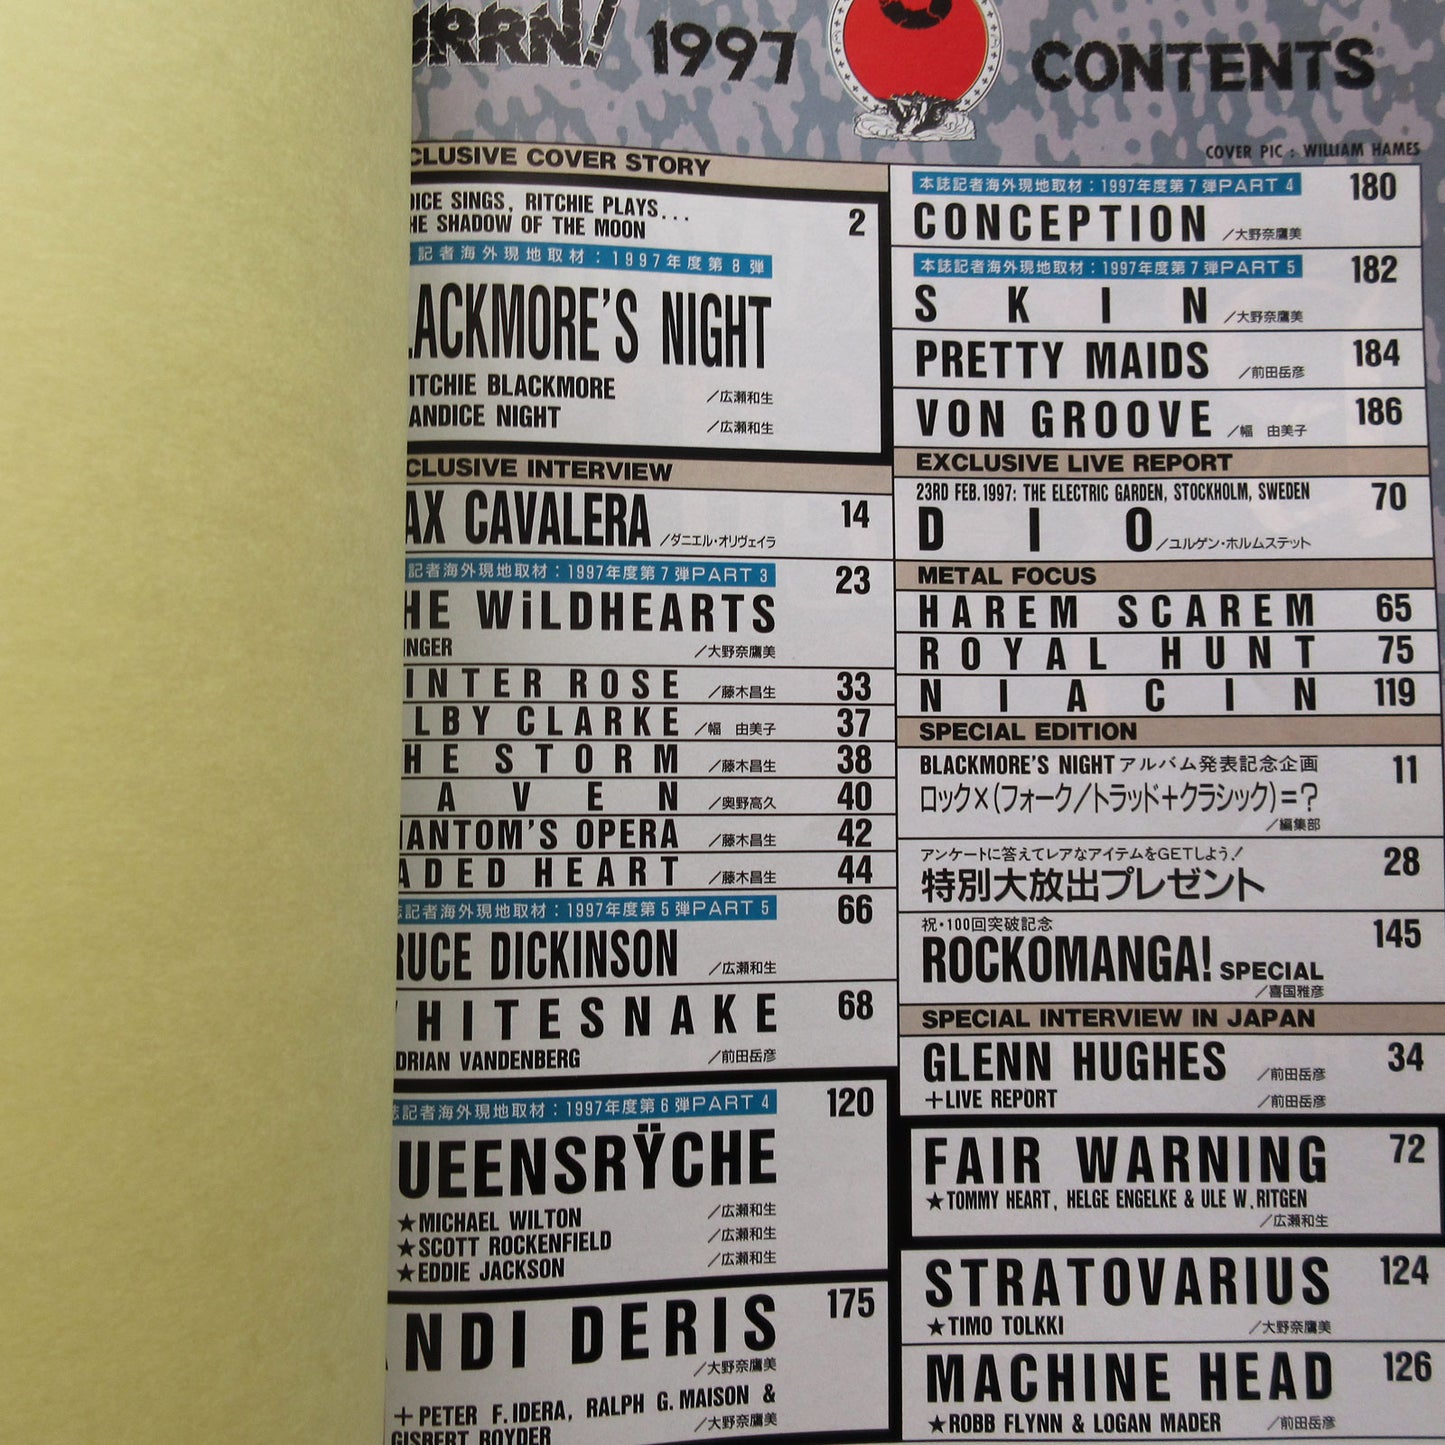 URRN! 1997 CONTENTS
COVER PIC : WILLIAM HAMES
CLUSIVE COVER STORY
DICE SINGS, RITCHIE PLAYS...
HE SHADOW OF THE MOON
2
記者海外現地取材：1997年度第8弾
LACKMORE'S NIGHT
ITCHIE BLACKMORE ／広瀬和生
ANDICE NIGHT ／広瀬和生
CLUSIVE INTERVIEW
AX CAVALERA ／ダニエル・オリヴェイラ 14
記者海外現地取材：1997年度第7弾PART 3
HE WiLDHEARTS 23
INGER ／大野奈鷹美
INTER ROSE ／藤木昌生 33
ILBY CLARKE ／幅 由美子 37
HE STORM ／藤木昌生 38
AVEN ／奥野高久 40
HANTOM'S OPERA ／藤木昌生 42
ADED HEART ／藤木昌生 44
誌記者海外現地取材：1997年度第5弾PART 5
RUCE DICKINSON ／広瀬和生 66
HITESNAKE 68
DRIAN VANDENBERG ／前田岳彦
誌記者海外現地取材：1997年度第6弾PART 4
UEENSRŸCHE 120
★MICHAEL WILTON ／広瀬和生
★SCOTT ROCKENFIELD ／広瀬和生
★EDDIE JACKSON ／広瀬和生
NDI DERIS 175
／大野奈鷹美
＋PETER F. IDERA, RALPH G. MAISON &
GISBERT ROYDER ／大野奈鷹美
本誌記者海外現地取材：1997年度第7弾PART 4
CONCEPTION ／大野奈鷹美 180
本誌記者海外現地取材：1997年度第7弾PART 5
SKIN ／大野奈鷹美 182
PRETTY MAIDS ／前田岳彦 184
VON GROOVE ／幅 由美子 186
EXCLUSIVE LIVE REPORT
23RD FEB.1997: THE ELECTRIC GARDEN, STOCKHOLM, SWEDEN
DIO ／ユルゲン・ホルムステット 70
METAL FOCUS
HAREM SCAREM 65
ROYAL HUNT 75
NIACIN 119
SPECIAL EDITION
BLACKMORE'S NIGHT アルバム発表記念企画 11
ロック×(フォーク/トラッド＋クラシック)＝？
／編集部
アンケートに答えてレアなアイテムをGETしよう！
特別大放出プレゼント 28
祝・100回突破記念
ROCKOMANGA! SPECIAL 145
／喜国雅彦
SPECIAL INTERVIEW IN JAPAN
GLENN HUGHES ／前田岳彦 34
＋LIVE REPORT ／前田岳彦
FAIR WARNING 72
★TOMMY HEART, HELGE ENGELKE & ULE W. RITGEN
／広瀬和生
STRATOVARIUS 124
★TIMO TOLKKI ／大野奈鷹美
MACHINE HEAD 126
★ROBB FLYNN & LOGAN MADER ／前田岳彦